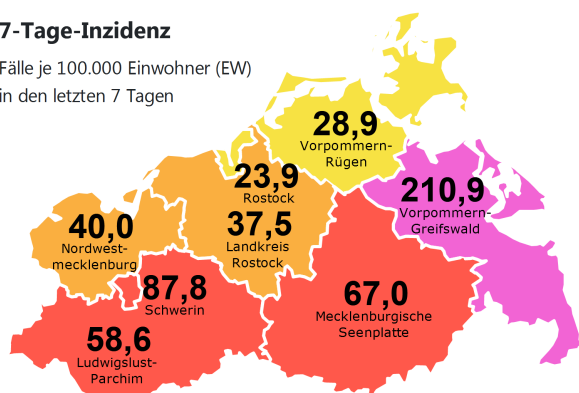 7-Tage-Inzidenz
Fälle je 100.000 Einwohner (EW)
in den letzten 7 Tagen
28,9
Vorpommern-
Rügen
23,9
Rostock
210,9
Vorpommern-
Greifswald
40,0
Nordwest-
mecklenburg
37,5
Landkreis
Rostock
87,8
Schwerin
67,0
Mecklenburgische
Seenplatte
58,6
Ludwigslust-
Parchim